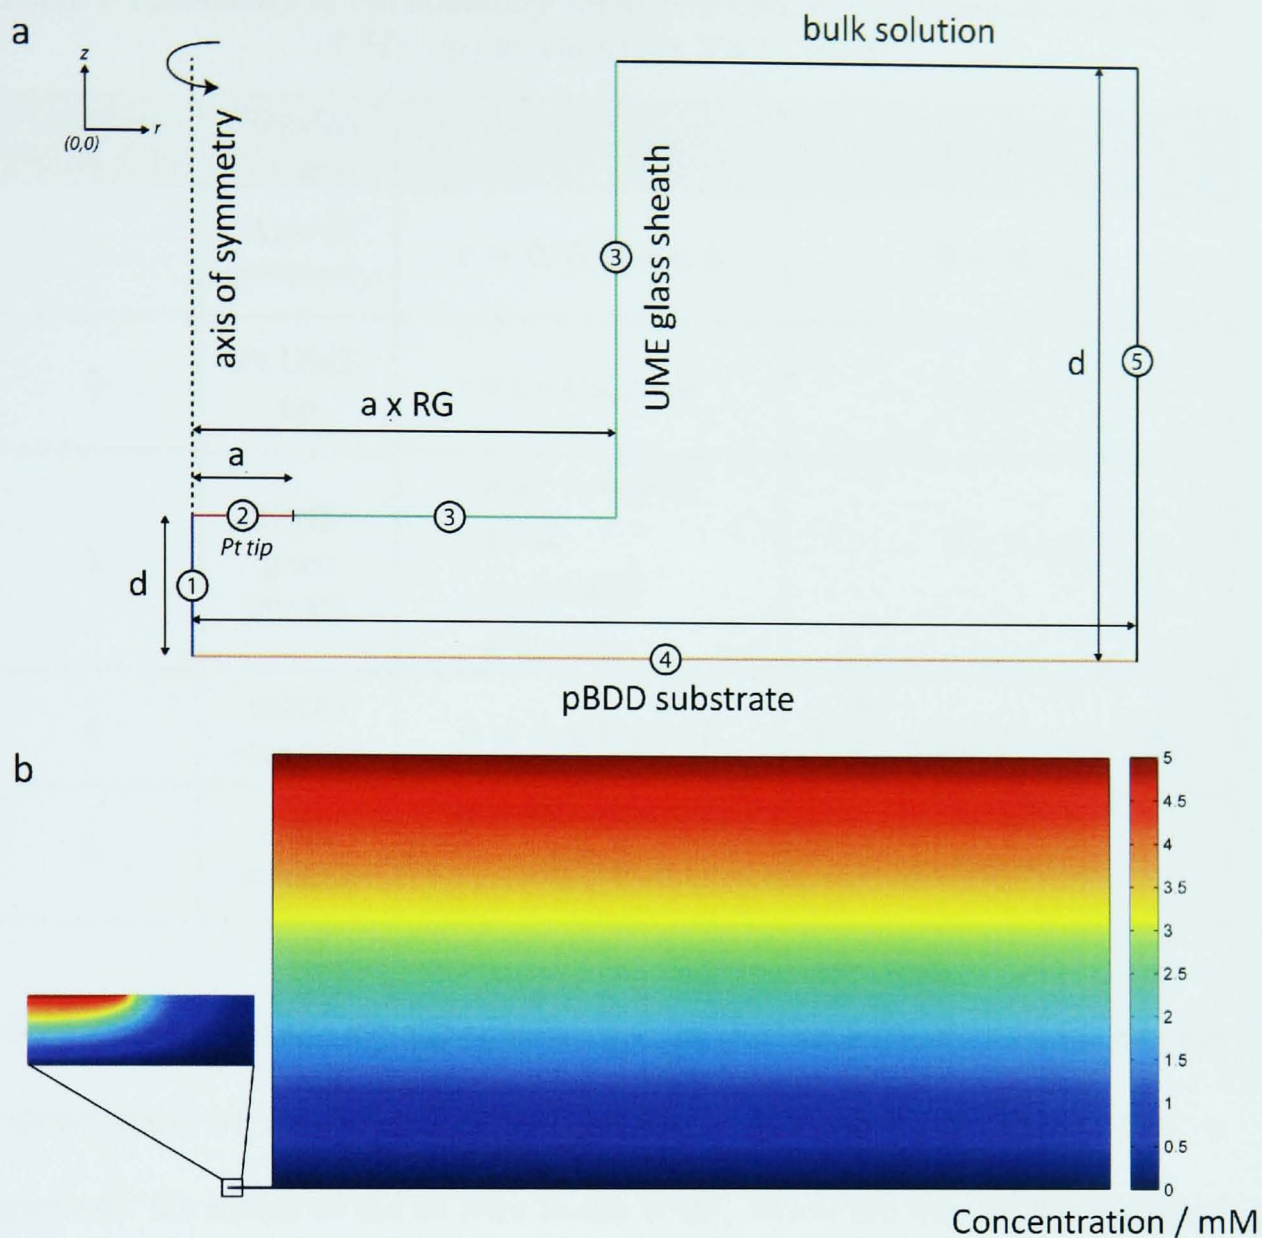 a
bulk solution
z
r
(0,0)
axis of symmetry
UME glass sheath
3
a x RG
a
d
5
2
3
Pt tip
d
1
4
pBDD substrate
b
5
4.5
4
3.5
3
2.5
2
1.5
1
0.5
0
Concentration / mM